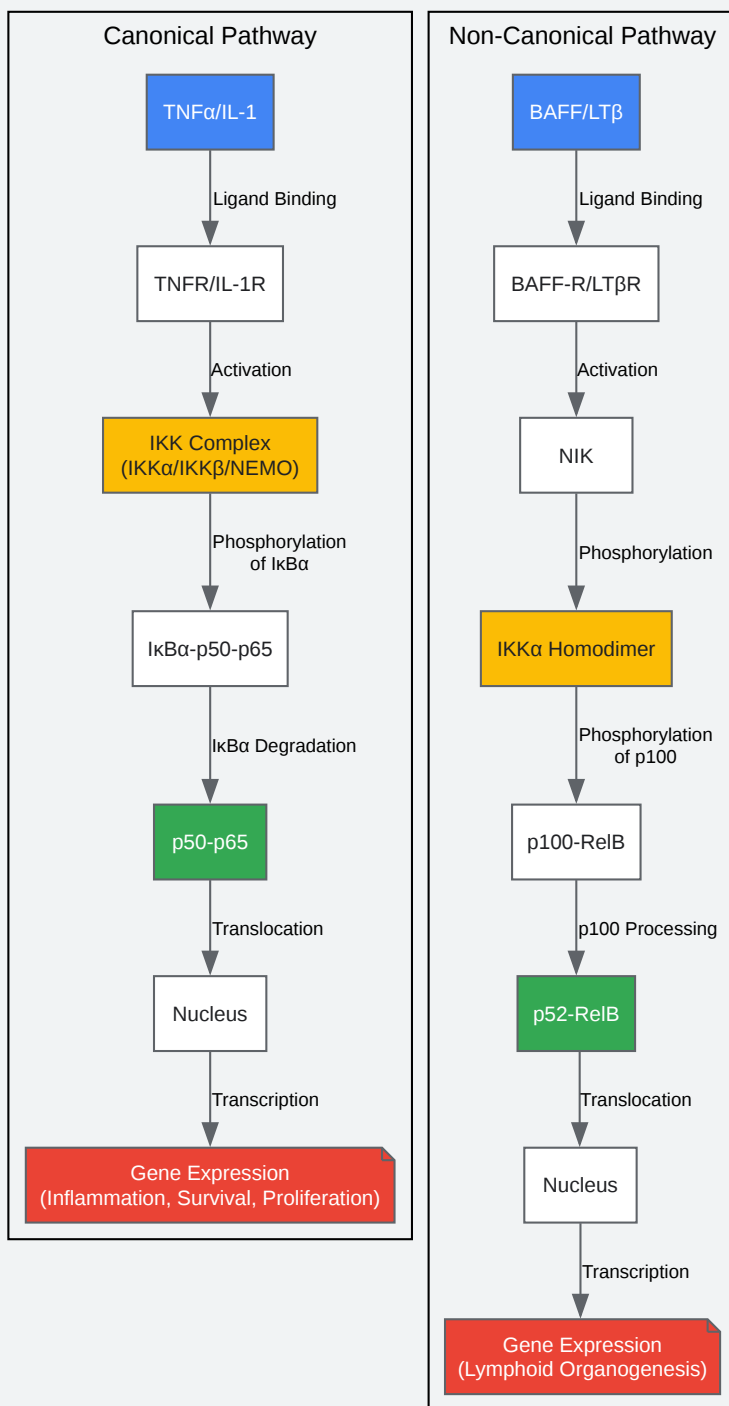 Canonical Pathway
TNFα/IL-1
Ligand Binding
TNFR/IL-1R
Activation
IKK Complex
(IKKα/IKKβ/NEMO)
Phosphorylation
of IκBα
IκBα-p50-p65
IκBα Degradation
p50-p65
Translocation
Nucleus
Transcription
Gene Expression
(Inflammation, Survival, Proliferation)
Non-Canonical Pathway
BAFF/LTβ
Ligand Binding
BAFF-R/LTβR
Activation
NIK
Phosphorylation
IKKα Homodimer
Phosphorylation
of p100
p100-RelB
p100 Processing
p52-RelB
Translocation
Nucleus
Transcription
Gene Expression
(Lymphoid Organogenesis)